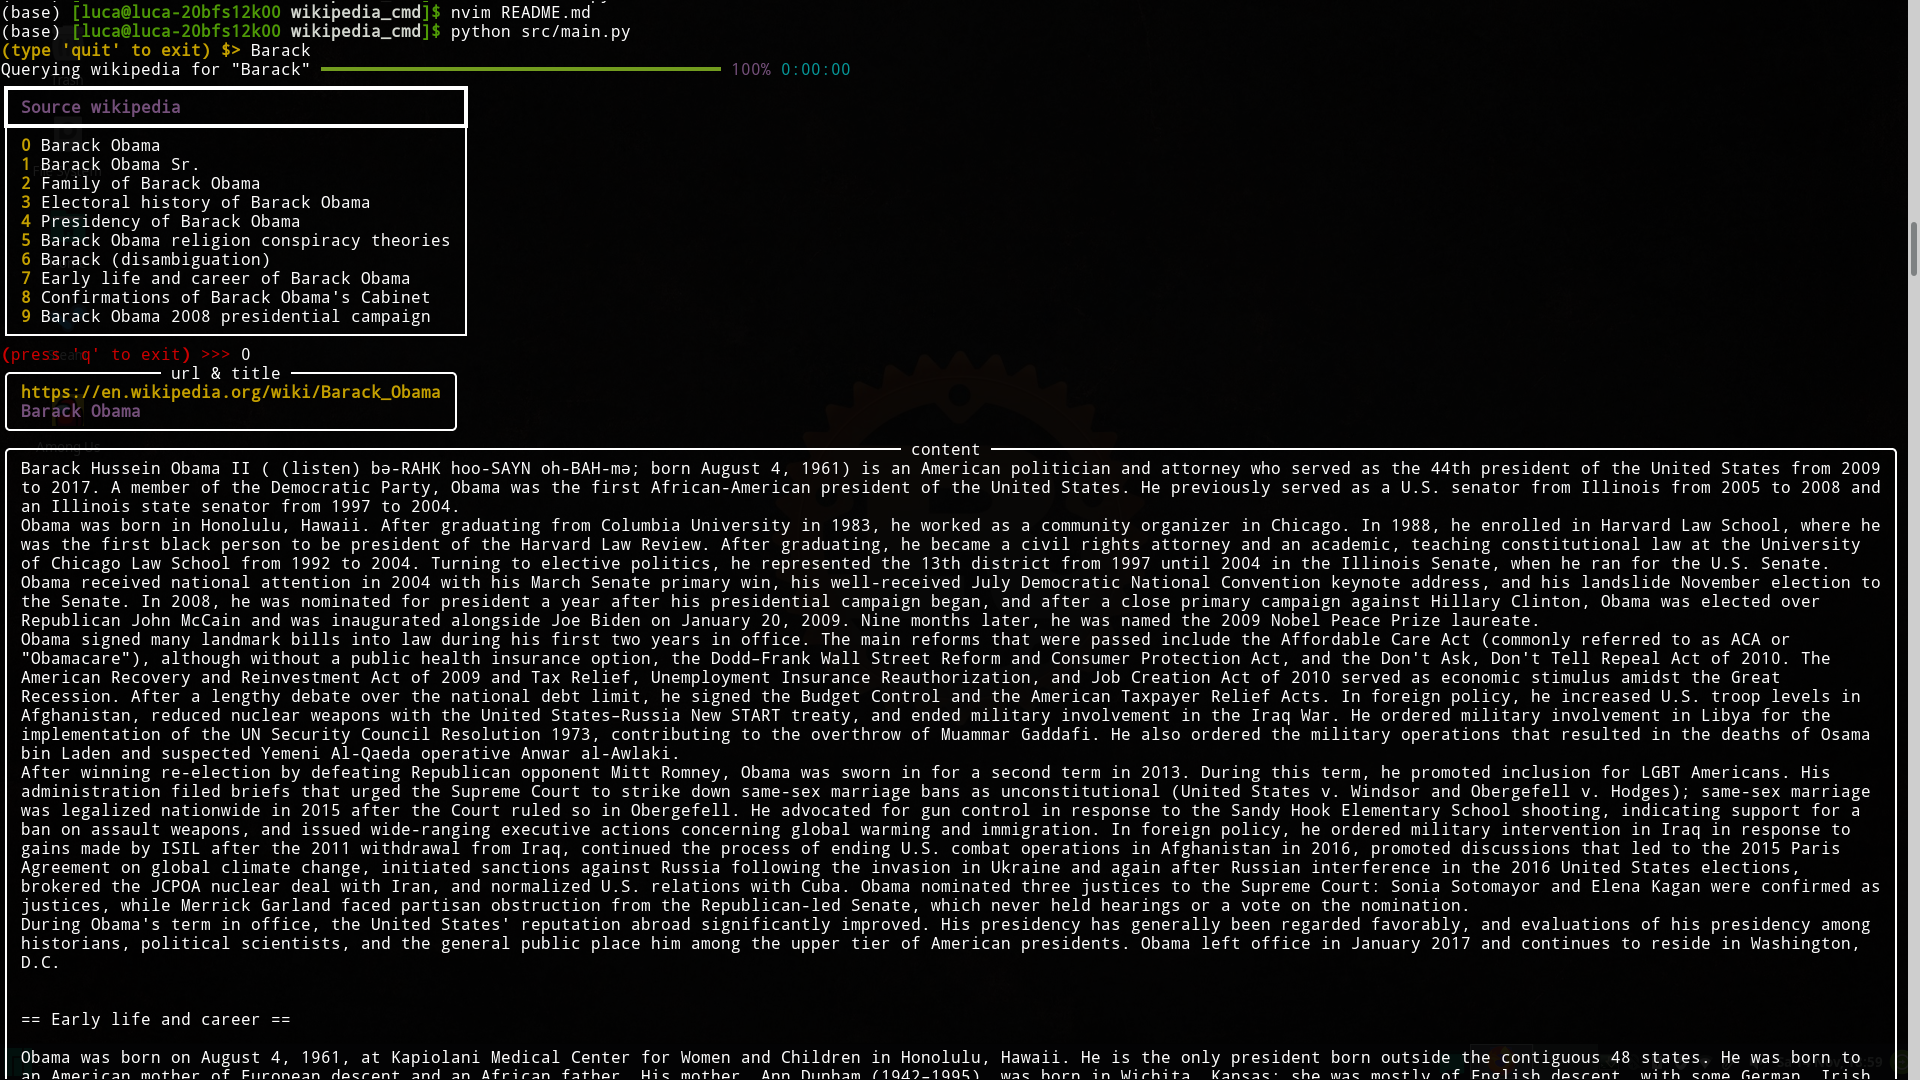 (base) [luca@luca-20bfs12k00 wikipedia_cmd]$ nvim README.md
(base) [luca@luca-20bfs12k00 wikipedia_cmd]$ python src/main.py
(type 'quit' to exit) $> Barack
Querying wikipedia for "Barack" 100% 0:00:00
Source wikipedia
0 Barack Obama
1 Barack Obama Sr.
2 Family of Barack Obama
3 Electoral history of Barack Obama
4 Presidency of Barack Obama
5 Barack Obama religion conspiracy theories
6 Barack (disambiguation)
7 Early life and career of Barack Obama
8 Confirmations of Barack Obama's Cabinet
9 Barack Obama 2008 presidential campaign
(press 'q' to exit) >>> 0
url & title
https://en.wikipedia.org/wiki/Barack_Obama
Barack Obama
content
Barack Hussein Obama II ( (listen) bə-RAHK hoo-SAYN oh-BAH-mə; born August 4, 1961) is an American politician and attorney who served as the 44th president of the United States from 2009
to 2017. A member of the Democratic Party, Obama was the first African-American president of the United States. He previously served as a U.S. senator from Illinois from 2005 to 2008 and
an Illinois state senator from 1997 to 2004.
Obama was born in Honolulu, Hawaii. After graduating from Columbia University in 1983, he worked as a community organizer in Chicago. In 1988, he enrolled in Harvard Law School, where he
was the first black person to be president of the Harvard Law Review. After graduating, he became a civil rights attorney and an academic, teaching constitutional law at the University
of Chicago Law School from 1992 to 2004. Turning to elective politics, he represented the 13th district from 1997 until 2004 in the Illinois Senate, when he ran for the U.S. Senate.
Obama received national attention in 2004 with his March Senate primary win, his well-received July Democratic National Convention keynote address, and his landslide November election to
the Senate. In 2008, he was nominated for president a year after his presidential campaign began, and after a close primary campaign against Hillary Clinton, Obama was elected over
Republican John McCain and was inaugurated alongside Joe Biden on January 20, 2009. Nine months later, he was named the 2009 Nobel Peace Prize laureate.
Obama signed many landmark bills into law during his first two years in office. The main reforms that were passed include the Affordable Care Act (commonly referred to as ACA or
"Obamacare"), although without a public health insurance option, the Dodd–Frank Wall Street Reform and Consumer Protection Act, and the Don't Ask, Don't Tell Repeal Act of 2010. The
American Recovery and Reinvestment Act of 2009 and Tax Relief, Unemployment Insurance Reauthorization, and Job Creation Act of 2010 served as economic stimulus amidst the Great
Recession. After a lengthy debate over the national debt limit, he signed the Budget Control and the American Taxpayer Relief Acts. In foreign policy, he increased U.S. troop levels in
Afghanistan, reduced nuclear weapons with the United States–Russia New START treaty, and ended military involvement in the Iraq War. He ordered military involvement in Libya for the
implementation of the UN Security Council Resolution 1973, contributing to the overthrow of Muammar Gaddafi. He also ordered the military operations that resulted in the deaths of Osama
bin Laden and suspected Yemeni Al-Qaeda operative Anwar al-Awlaki.
After winning re-election by defeating Republican opponent Mitt Romney, Obama was sworn in for a second term in 2013. During this term, he promoted inclusion for LGBT Americans. His
administration filed briefs that urged the Supreme Court to strike down same-sex marriage bans as unconstitutional (United States v. Windsor and Obergefell v. Hodges); same-sex marriage
was legalized nationwide in 2015 after the Court ruled so in Obergefell. He advocated for gun control in response to the Sandy Hook Elementary School shooting, indicating support for a
ban on assault weapons, and issued wide-ranging executive actions concerning global warming and immigration. In foreign policy, he ordered military intervention in Iraq in response to
gains made by ISIL after the 2011 withdrawal from Iraq, continued the process of ending U.S. combat operations in Afghanistan in 2016, promoted discussions that led to the 2015 Paris
Agreement on global climate change, initiated sanctions against Russia following the invasion in Ukraine and again after Russian interference in the 2016 United States elections,
brokered the JCPOA nuclear deal with Iran, and normalized U.S. relations with Cuba. Obama nominated three justices to the Supreme Court: Sonia Sotomayor and Elena Kagan were confirmed as
justices, while Merrick Garland faced partisan obstruction from the Republican-led Senate, which never held hearings or a vote on the nomination.
During Obama's term in office, the United States' reputation abroad significantly improved. His presidency has generally been regarded favorably, and evaluations of his presidency among
historians, political scientists, and the general public place him among the upper tier of American presidents. Obama left office in January 2017 and continues to reside in Washington,
D.C.
== Early life and career ==
Obama was born on August 4, 1961, at Kapiolani Medical Center for Women and Children in Honolulu, Hawaii. He is the only president born outside the contiguous 48 states. He was born to
an American mother of European descent and an African father. His mother, Ann Dunham (1942–1995), was born in Wichita, Kansas; she was mostly of English descent, with some German, Irish